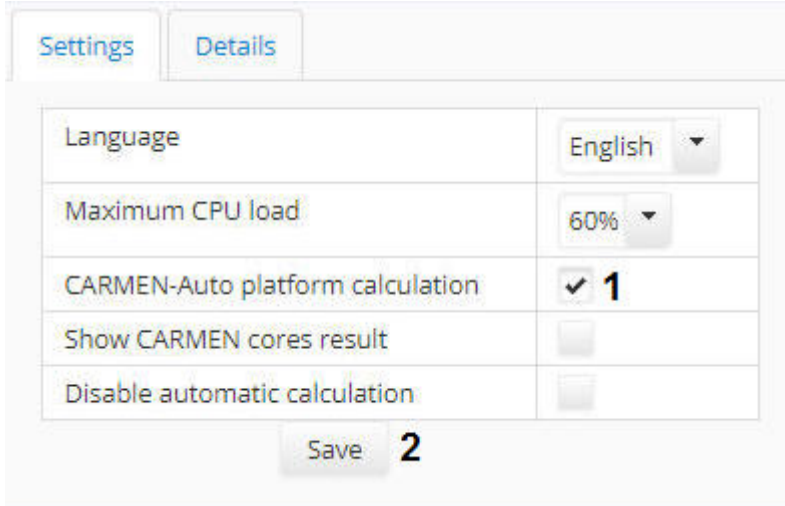 Settings Details
Language English
Maximum CPU load 60%
CARMEN-Auto platform calculation 1
Show CARMEN cores result
Disable automatic calculation
Save 2